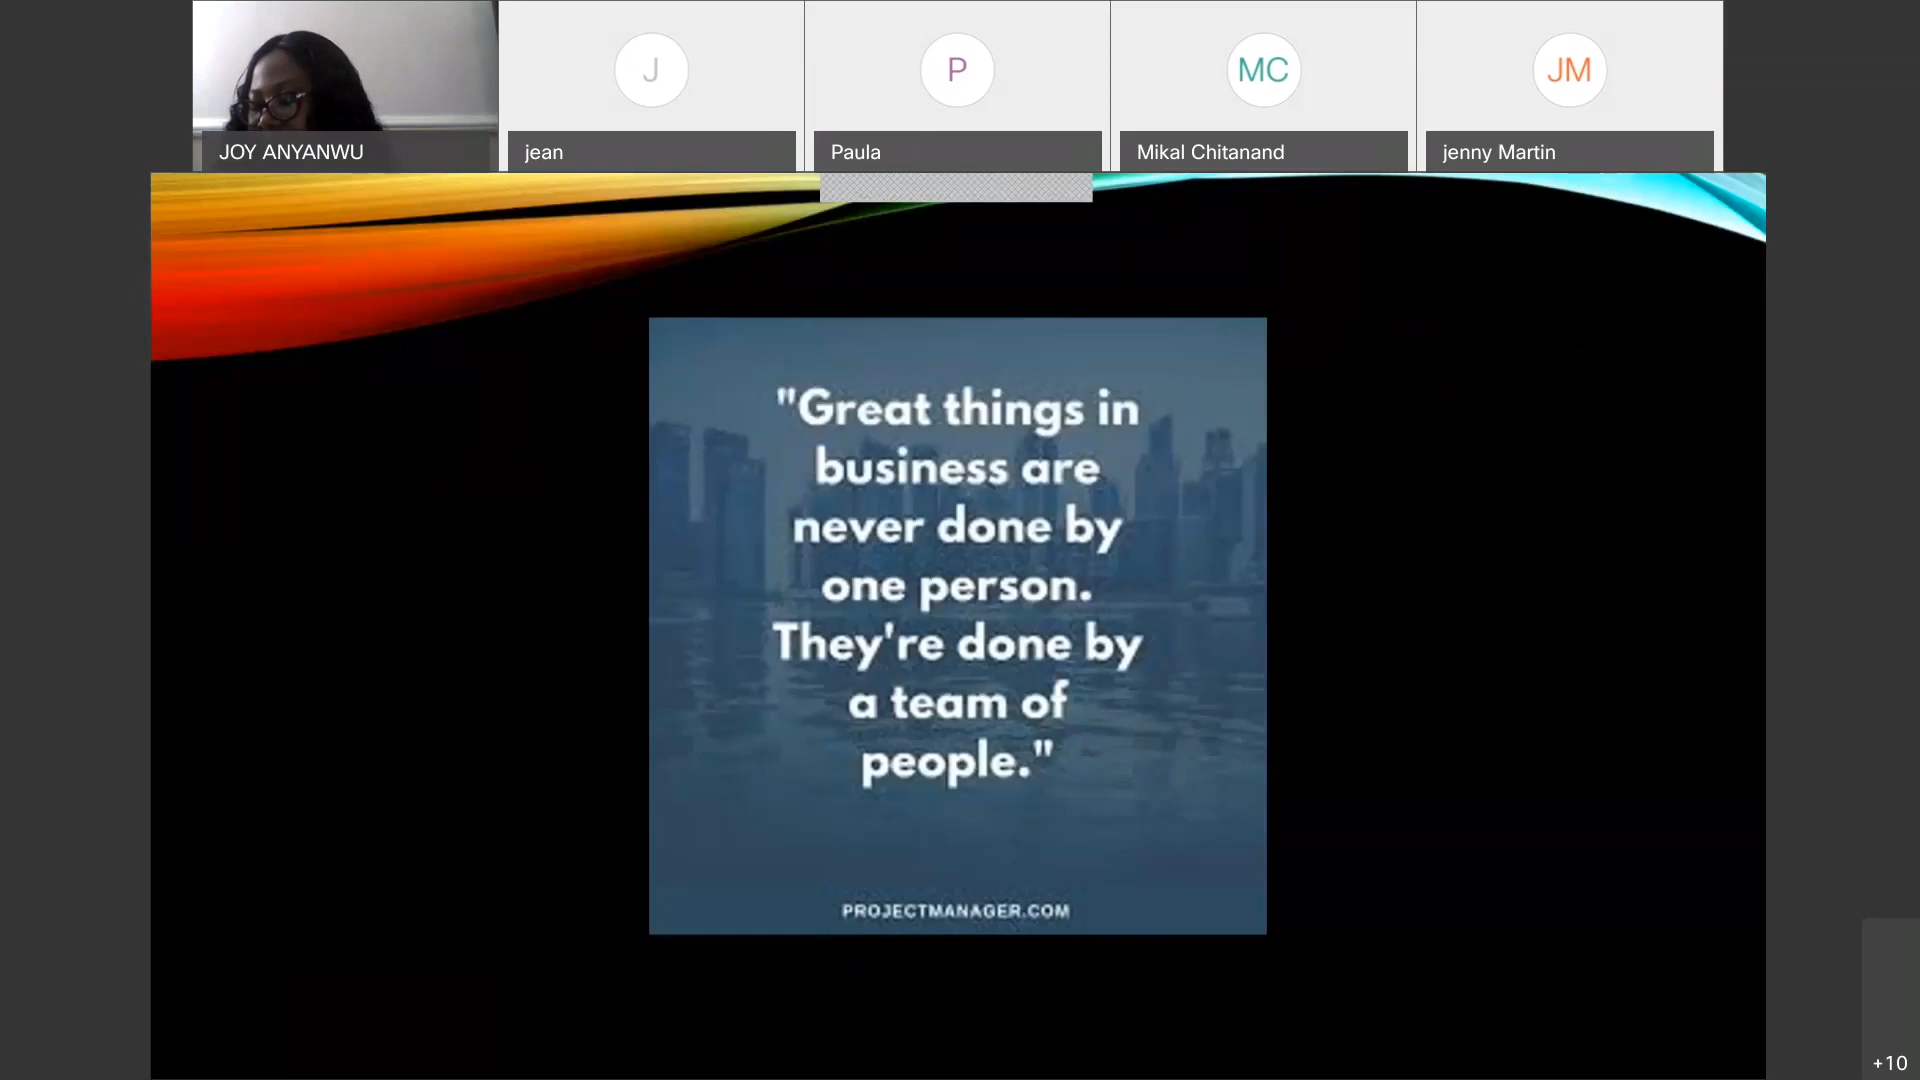 J
P
MC
JM
JOY ANYANWU
jean
Paula
Mikal Chitanand
jenny Martin
"Great things in
business are
never done by
one person.
They're done by
a team of
people."
PROJECTMANAGER.COM
+10